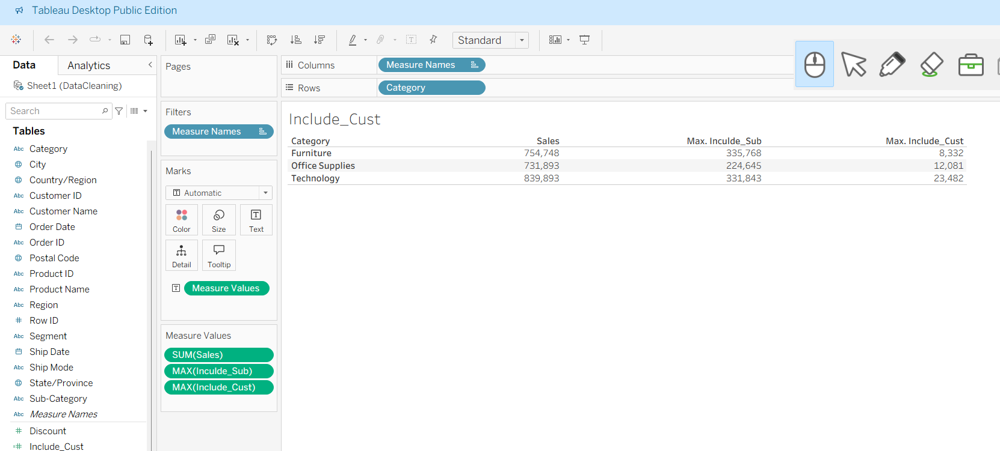 Tableau Desktop Public Edition
Standard
Data
Analytics
Sheet1 (DataCleaning)
Search
Tables
Abc Category
City
Country/Region
Abc Customer ID
Abc Customer Name
Order Date
Abc Order ID
Postal Code
Abc Product ID
Abc Product Name
Abc Region
# Row ID
Abc Segment
Ship Date
Abc Ship Mode
State/Province
Abc Sub-Category
Abc Measure Names
# Discount
=# Include_Cust
Pages
Filters
Measure Names
Marks
T Automatic
Color
Size
T Text
Detail
Tooltip
T Measure Values
Measure Values
SUM(Sales)
MAX(Inculde_Sub)
MAX(Include_Cust)
Columns
Measure Names
Rows
Category
Include_Cust
Category Sales Max. Inculde_Sub Max. Include_Cust
Furniture 754,748 335,768 8,332
Office Supplies 731,893 224,645 12,081
Technology 839,893 331,843 23,482